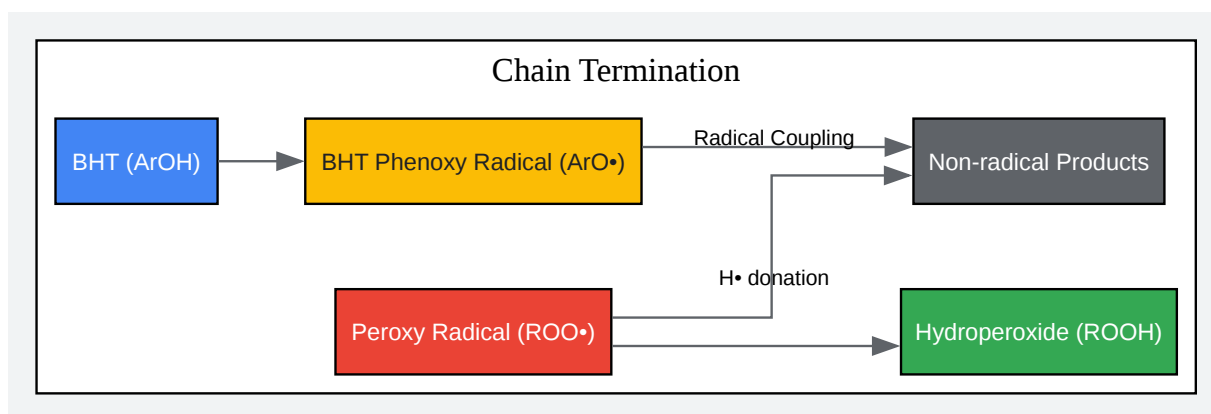 Chain Termination
BHT (ArOH)
BHT Phenoxy Radical (ArO•)
Radical Coupling
Non-radical Products
H• donation
Peroxy Radical (ROO•)
Hydroperoxide (ROOH)